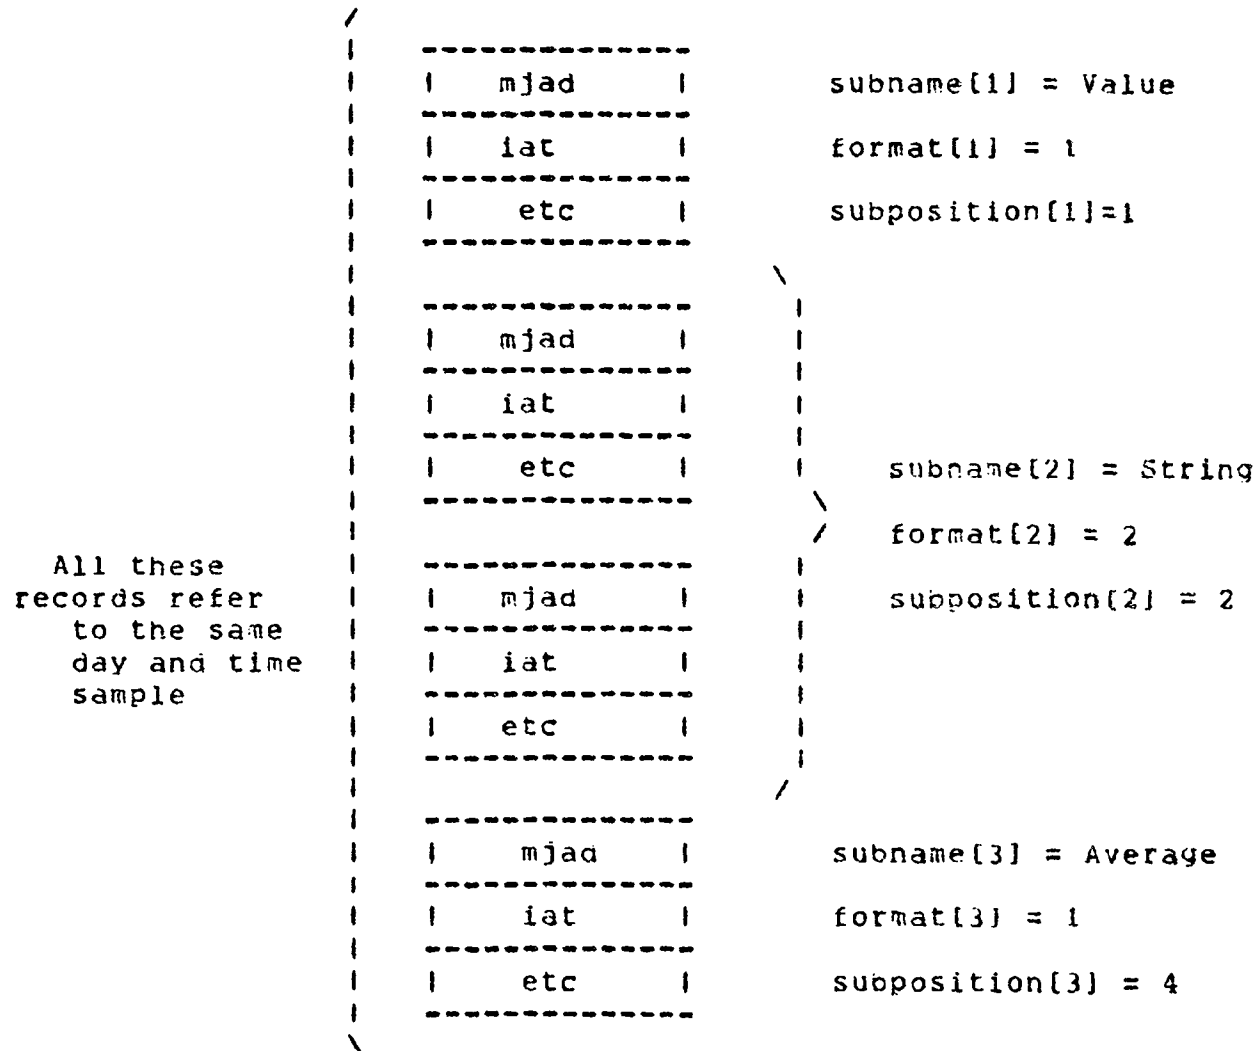 mjad subname[1] = Value
iat format[1] = 1
etc subposition[1]=1
mjad
iat
etc
subname[2] = String
format[2] = 2
subposition[2] = 2
All these
records refer
to the same
day and time
sample
mjad
iat
etc
mjad subname[3] = Average
iat format[3] = 1
etc subposition[3] = 4